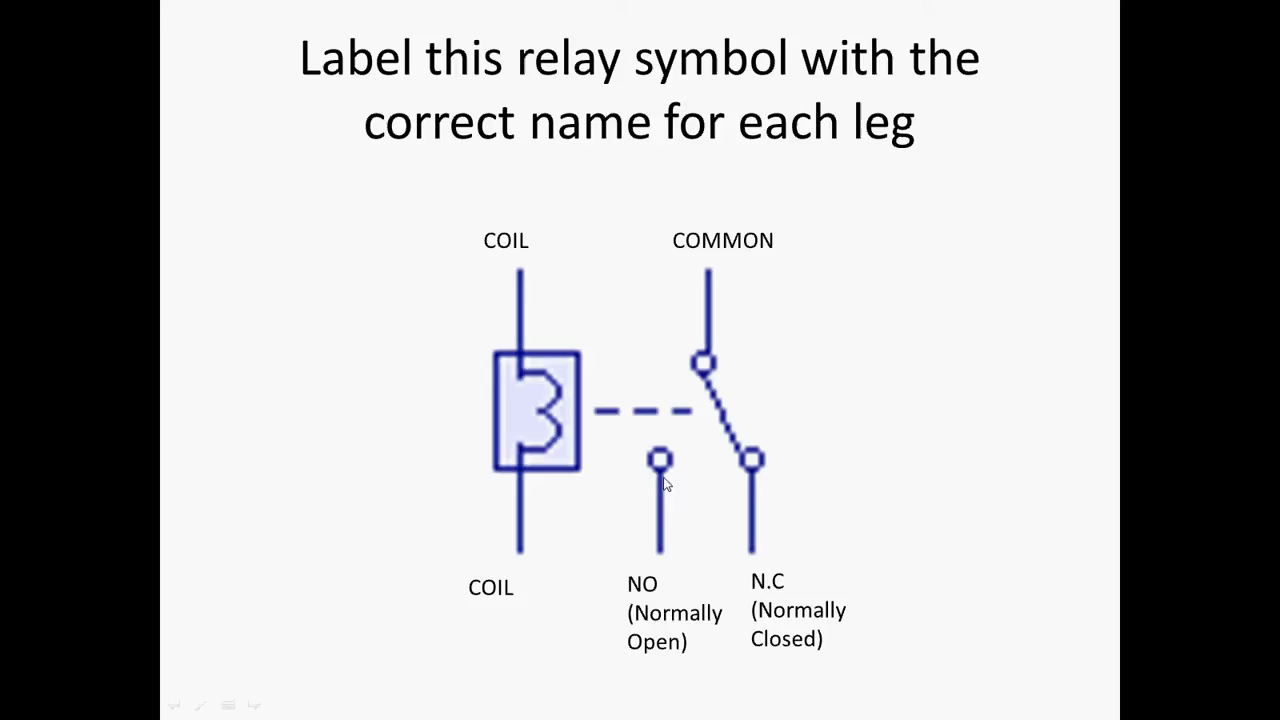 Label this relay symbol with the
correct name for each leg
COIL
COMMON
COIL
NO
(Normally
Open)
N.C
(Normally
Closed)